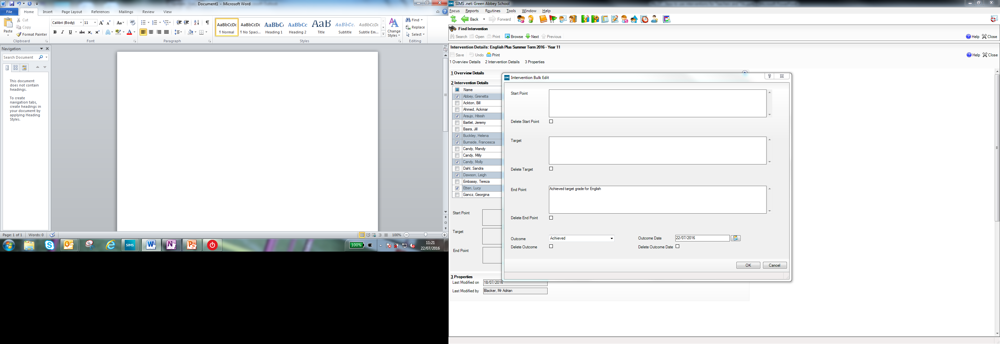 Document1 - Microsoft Word
File Home Insert Page Layout References Mailings Review View
Paste
Cut
Copy
Format Painter
Clipboard
Calibri (Body) 11
Font
Paragraph
AaBbCcDc AaBbCcDc AaBbC AaBbCc AaB AaBbCc. AaBbCcDc
¶ Normal ¶ No Spaci... Heading 1 Heading 2 Title Subtitle Subtle Em...
Styles
Change Styles
Find
Replace
Select
Editing
Navigation
Search Document
This document
does not contain
headings.
To create
navigation tabs,
create headings in
your document by
applying Heading
Styles.
Page: 1 of 1 Words: 0 100%
SIMS
100%
11:21
22/07/2016
SIMS .net: Green Abbey School
Focus Reports Routines Tools Window Help
Back Forward
Find Intervention
Search Open Print Browse Next Previous Help Close
Intervention Details: English Plus Summer Term 2016 - Year 11
Save Undo Print Help Close
1 Overview Details 2 Intervention Details 3 Properties
1 Overview Details
2 Intervention Details
Name
Abbey, Grenetta
Ackton, Bill
Ahmed, Ackmar
Araujo, Hitesh
Bartlet, Jeremy
Basra, Jill
Buckley, Helena
Burnside, Francesca
Candy, Mandy
Candy, Milly
Candy, Molly
Dahl, Sandra
Dawson, Leigh
Embassy, Tereza
Etten, Lucy
Gancz, Georgina
Start Point
Target
End Point
3 Properties
Last Modified on 18/07/2016
Last Modified by Blacker, Mr Adrian
SIMS Intervention Bulk Edit
Start Point
Delete Start Point
Target
Delete Target
End Point Achieved target grade for English
Delete End Point
Outcome Achieved Outcome Date 22/07/2016
Delete Outcome Delete Outcome Date
OK Cancel